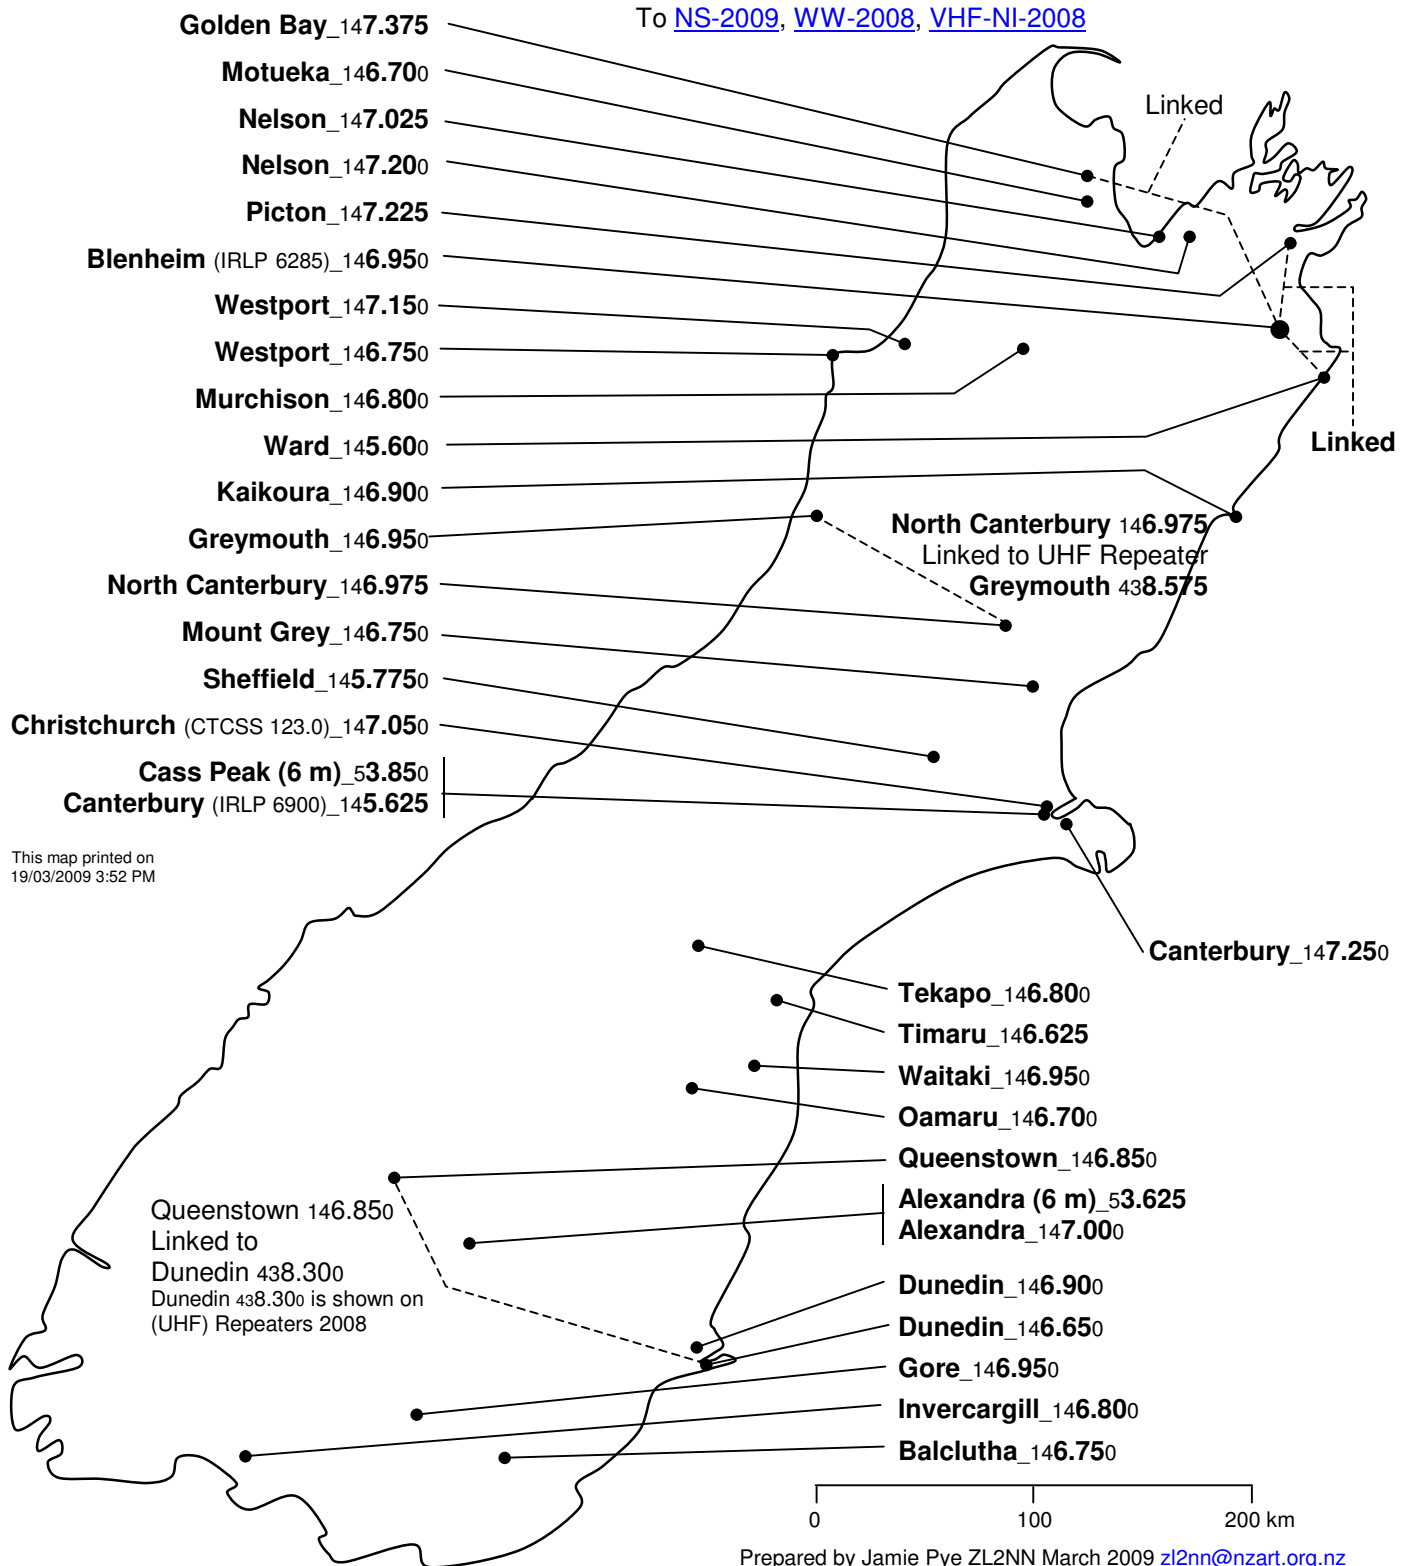 To NS-2009, WW-2008, VHF-NI-2008
Golden Bay_147.375
Motueka_146.700
Nelson_147.025
Nelson_147.200
Picton_147.225
Blenheim (IRLP 6285)_146.950
Westport_147.150
Westport_146.750
Murchison_146.800
Ward_145.600
Kaikoura_146.900
Greymouth_146.950
North Canterbury_146.975
Mount Grey_146.750
Sheffield_145.7750
Christchurch (CTCSS 123.0)_147.050
Cass Peak (6 m)_53.850
Canterbury (IRLP 6900)_145.625
Linked
Linked
North Canterbury 146.975
Linked to UHF Repeater
Greymouth 438.575
This map printed on
19/03/2009 3:52 PM
Canterbury_147.250
Tekapo_146.800
Timaru_146.625
Waitaki_146.950
Oamaru_146.700
Queenstown_146.850
Alexandra (6 m)_53.625
Alexandra_147.000
Dunedin_146.900
Dunedin_146.650
Gore_146.950
Invercargill_146.800
Balclutha_146.750
Queenstown 146.850
Linked to
Dunedin 438.300
Dunedin 438.300 is shown on
(UHF) Repeaters 2008
0 100 200 km
Prepared by Jamie Pye ZL2NN March 2009 zl2nn@nzart.org.nz